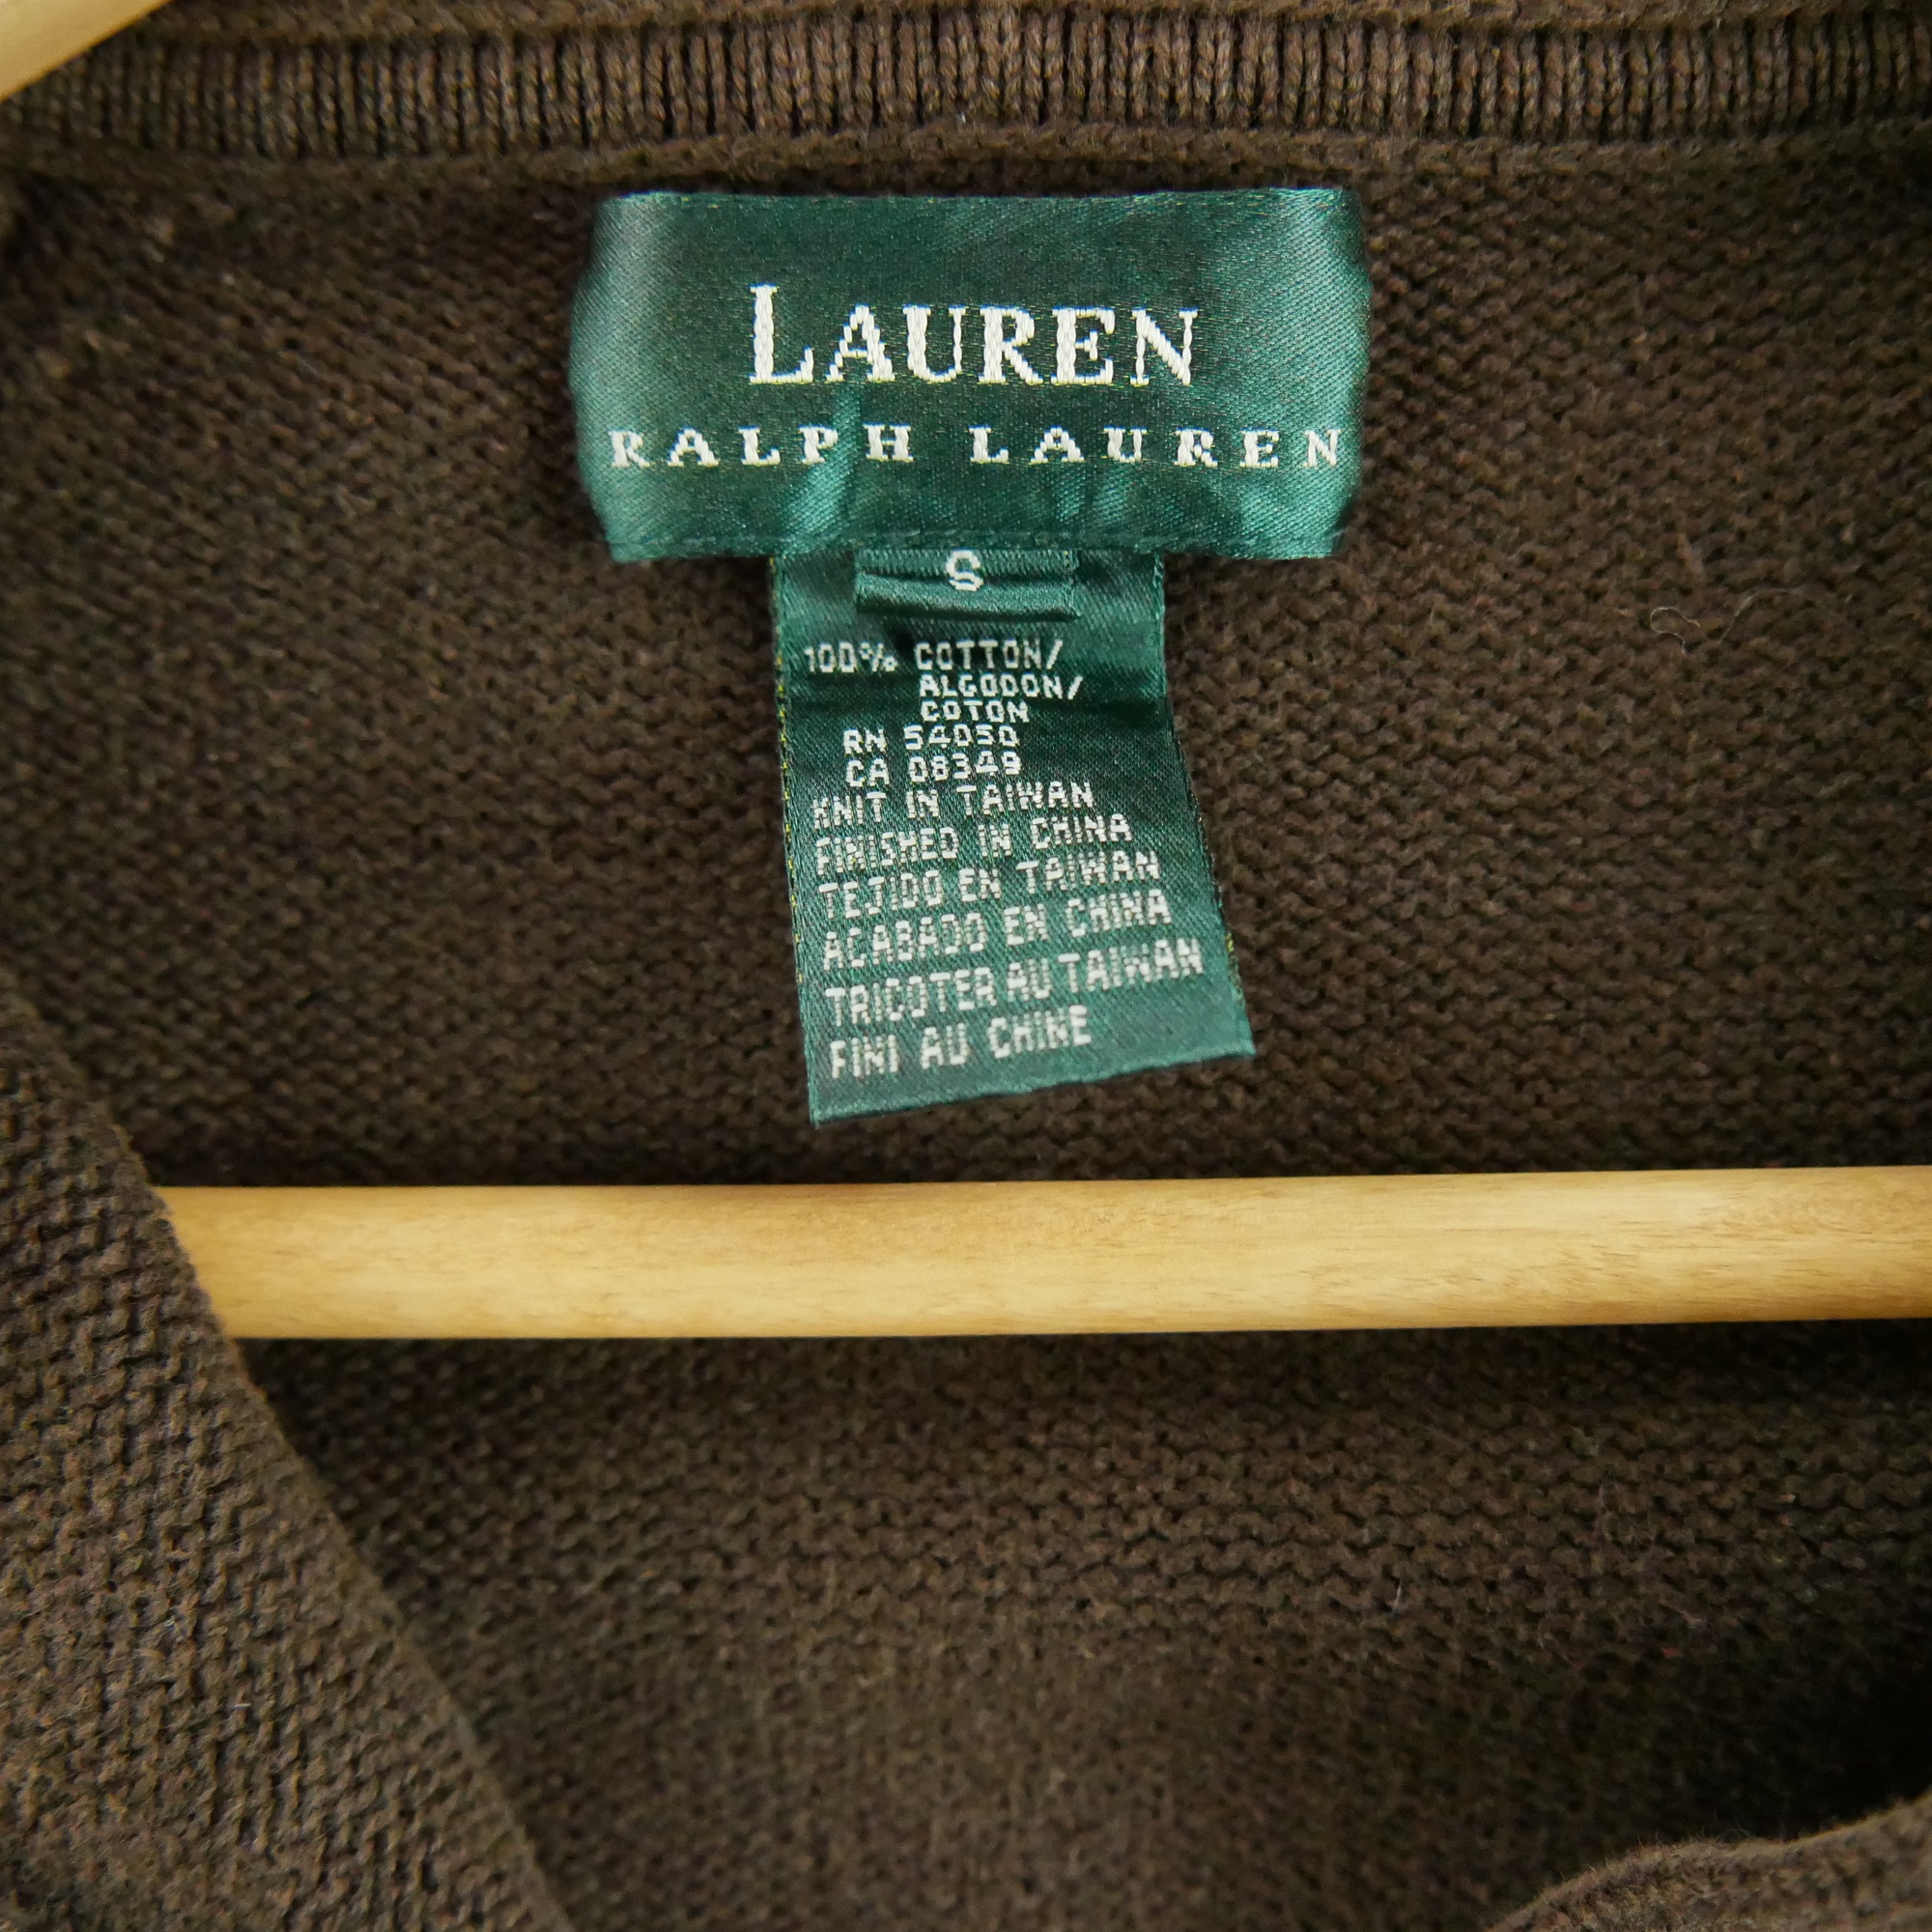 LAUREN
RALPH LAUREN
S
100% COTTON/
ALGODON/
COTON
RN 54050
CA 08349
KNIT IN TAIWAN
FINISHED IN CHINA
TEJIDO EN TAIWAN
ACABADO EN CHINA
TRICOTER AU TAIWAN
FINI AU CHINE